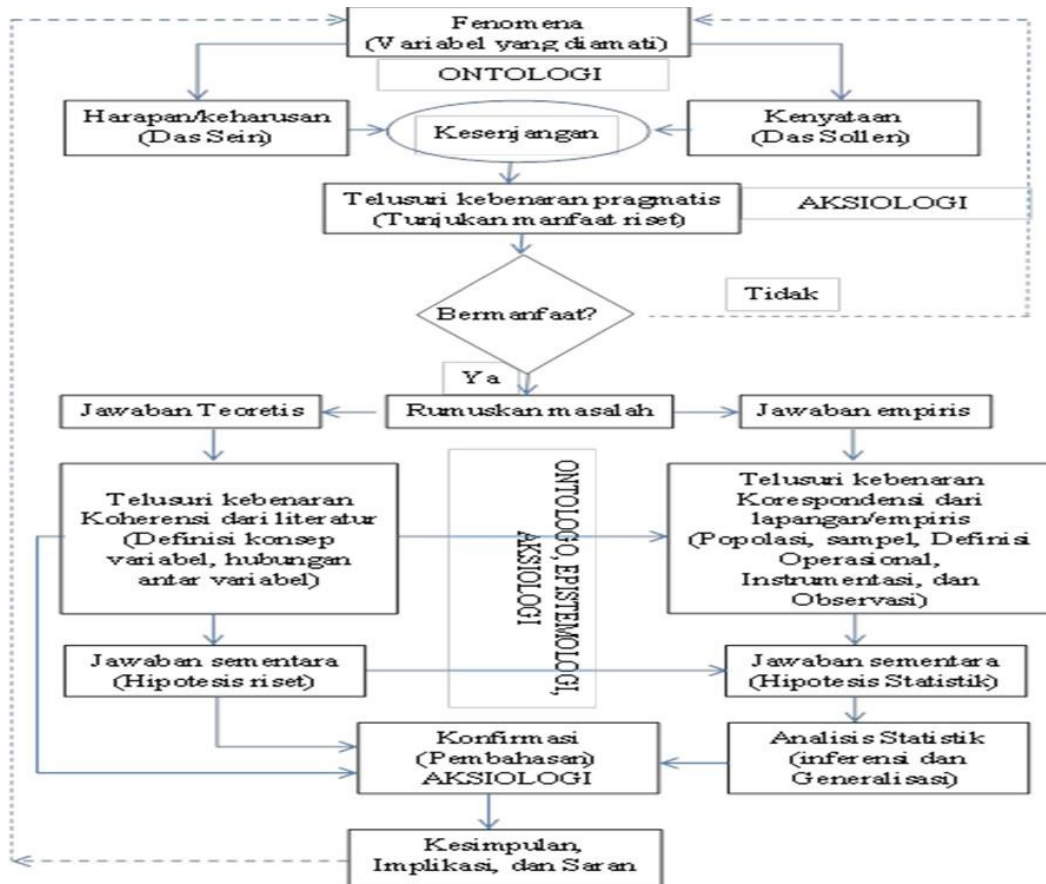 Fenomena
(Variabel yang diamati)
ONTOLOGI
Harapan/keharusan
(Das Sein)
Kesenjangan
Kenyataan
(Das Sollen)
Telusuri kebenaran pragmatis
(Tunjukan manfaat riset)
AKSIOLOGI
Bermanfaat?
Tidak
Ya
Jawaban Teoretis
Rumuskan masalah
Jawaban empiris
Telusuri kebenaran
Koherensi dari literatur
(Definisi konsep
variabel, hubungan
antar variabel)
ONTOLOGO, EPISTEMOLOGI,
AKSIOLOGI
Telusuri kebenaran
Korespondensi dari
lapangan/empiris
(Popolasi, sampel, Definisi
Operasional,
Instrumentasi, dan
Observasi)
Jawaban sementara
(Hipotesis riset)
Jawaban sementara
(Hipotesis Statistik)
Konfirmasi
(Pembahasan)
AKSIOLOGI
Analisis Statistik
(inferensi dan
Generalisasi)
Kesimpulan,
Implikasi, dan Saran